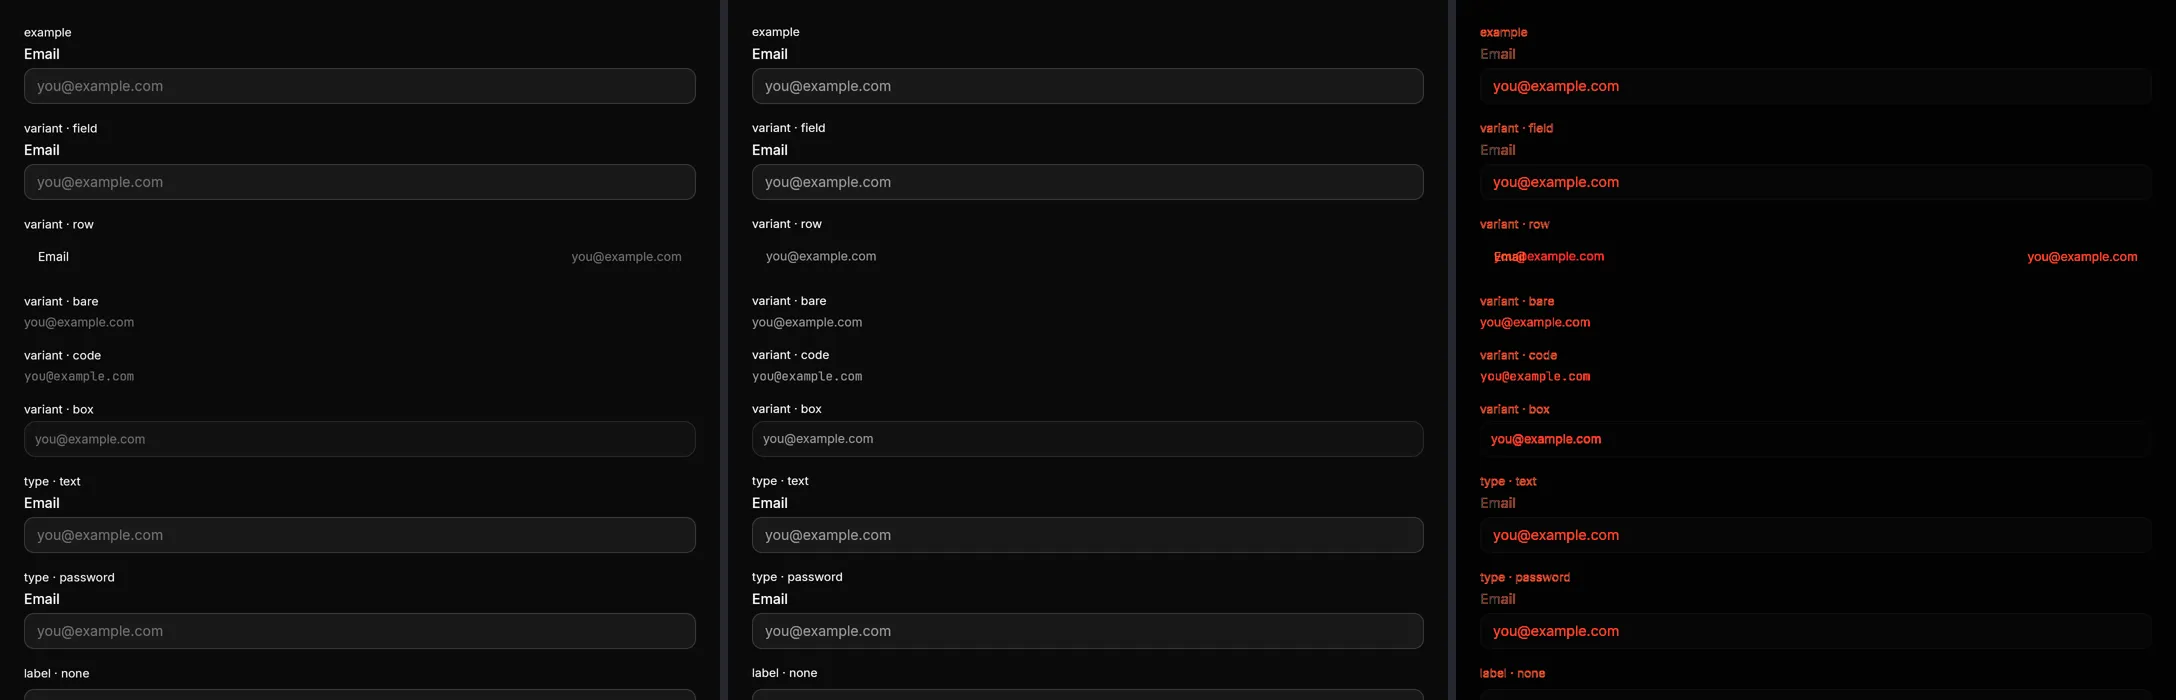 example
Email
you@example.com
variant · field
Email
you@example.com
variant · row
Email you@example.com
variant · bare
you@example.com
variant · code
you@example.com
variant · box
you@example.com
type · text
Email
you@example.com
type · password
Email
you@example.com
label · none
example
Email
you@example.com
variant · field
Email
you@example.com
variant · row
you@example.com
variant · bare
you@example.com
variant · code
you@example.com
variant · box
you@example.com
type · text
Email
you@example.com
type · password
Email
you@example.com
label · none
example
Email
you@example.com
variant · field
Email
you@example.com
variant · row
Email you@example.com you@example.com
variant · bare
you@example.com
variant · code
you@example.com
variant · box
you@example.com
type · text
Email
you@example.com
type · password
Email
you@example.com
label · none